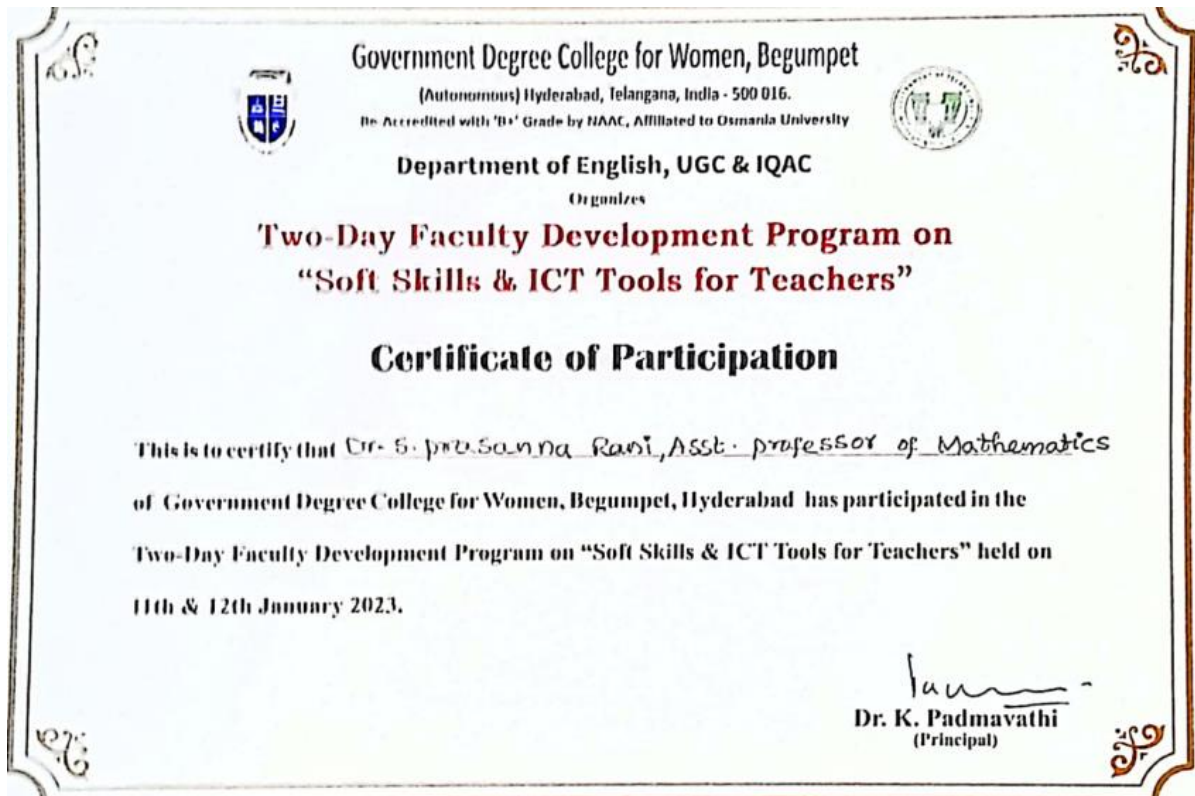 Government Degree College for Women, Begumpet
(Autonomous) Hyderabad, Telangana, India - 500 016.
Re Accredited with 'B+' Grade by NAAC, Affiliated to Osmania University
Department of English, UGC & IQAC
Organizes
Two-Day Faculty Development Program on
“Soft Skills & ICT Tools for Teachers”
Certificate of Participation
This is to certify that Dr. S. prasanna Rani, Asst. professor of Mathematics
of Government Degree College for Women, Begumpet, Hyderabad has participated in the
Two-Day Faculty Development Program on “Soft Skills & ICT Tools for Teachers” held on
11th & 12th January 2023.
Dr. K. Padmavathi
(Principal)